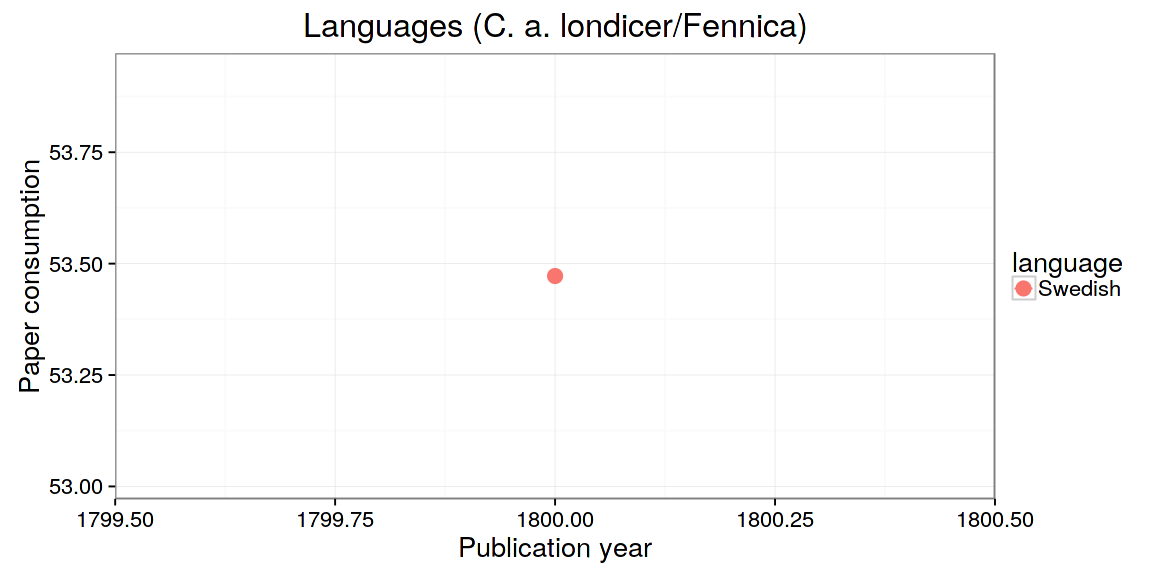 Languages (C. a. londicer/Fennica)
Paper consumption
53.75
53.50
53.25
53.00
1799.50 1799.75 1800.00 1800.25 1800.50
Publication year
language
Swedish